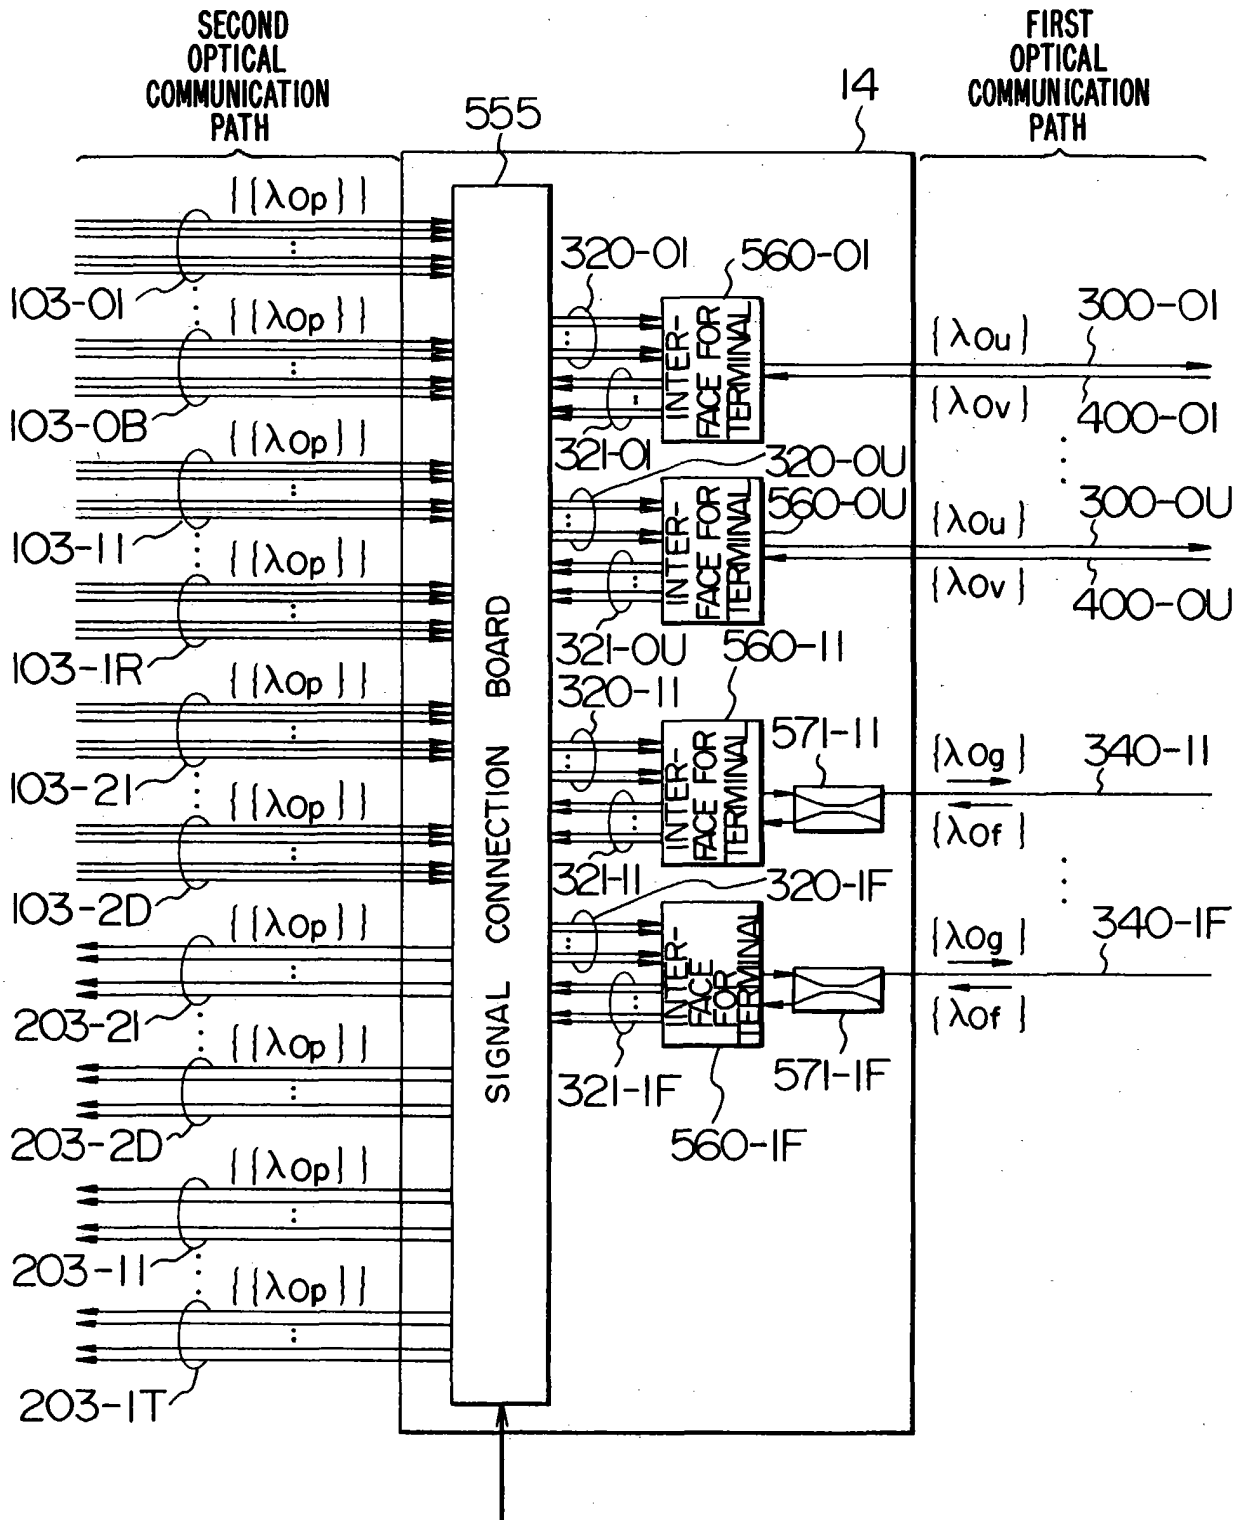 SECOND
OPTICAL
COMMUNICATION
PATH
FIRST
OPTICAL
COMMUNICATION
PATH
555
14
{{λOp}}
103-01
{{λOp}}
103-0B
{{λOp}}
103-11
{{λOp}}
103-1R
{{λOp}}
103-21
{{λOp}}
103-2D
{{λOp}}
203-21
{{λOp}}
203-2D
{{λOp}}
203-11
{{λOp}}
203-1T
SIGNAL CONNECTION BOARD
320-01
560-01
INTER-
FACE FOR
TERMINAL
321-01
320-0U
560-0U
INTER-
FACE FOR
TERMINAL
321-0U
560-11
320-11
INTER-
FACE FOR
TERMINAL
571-11
321-11
320-1F
INTER-
FACE
FOR
TERMINAL
321-1F
571-1F
560-1F
{λOu}
300-01
{λOv}
400-01
{λOu}
300-0U
{λOv}
400-0U
{λOg}
340-11
{λOf}
{λOg}
340-1F
{λOf}